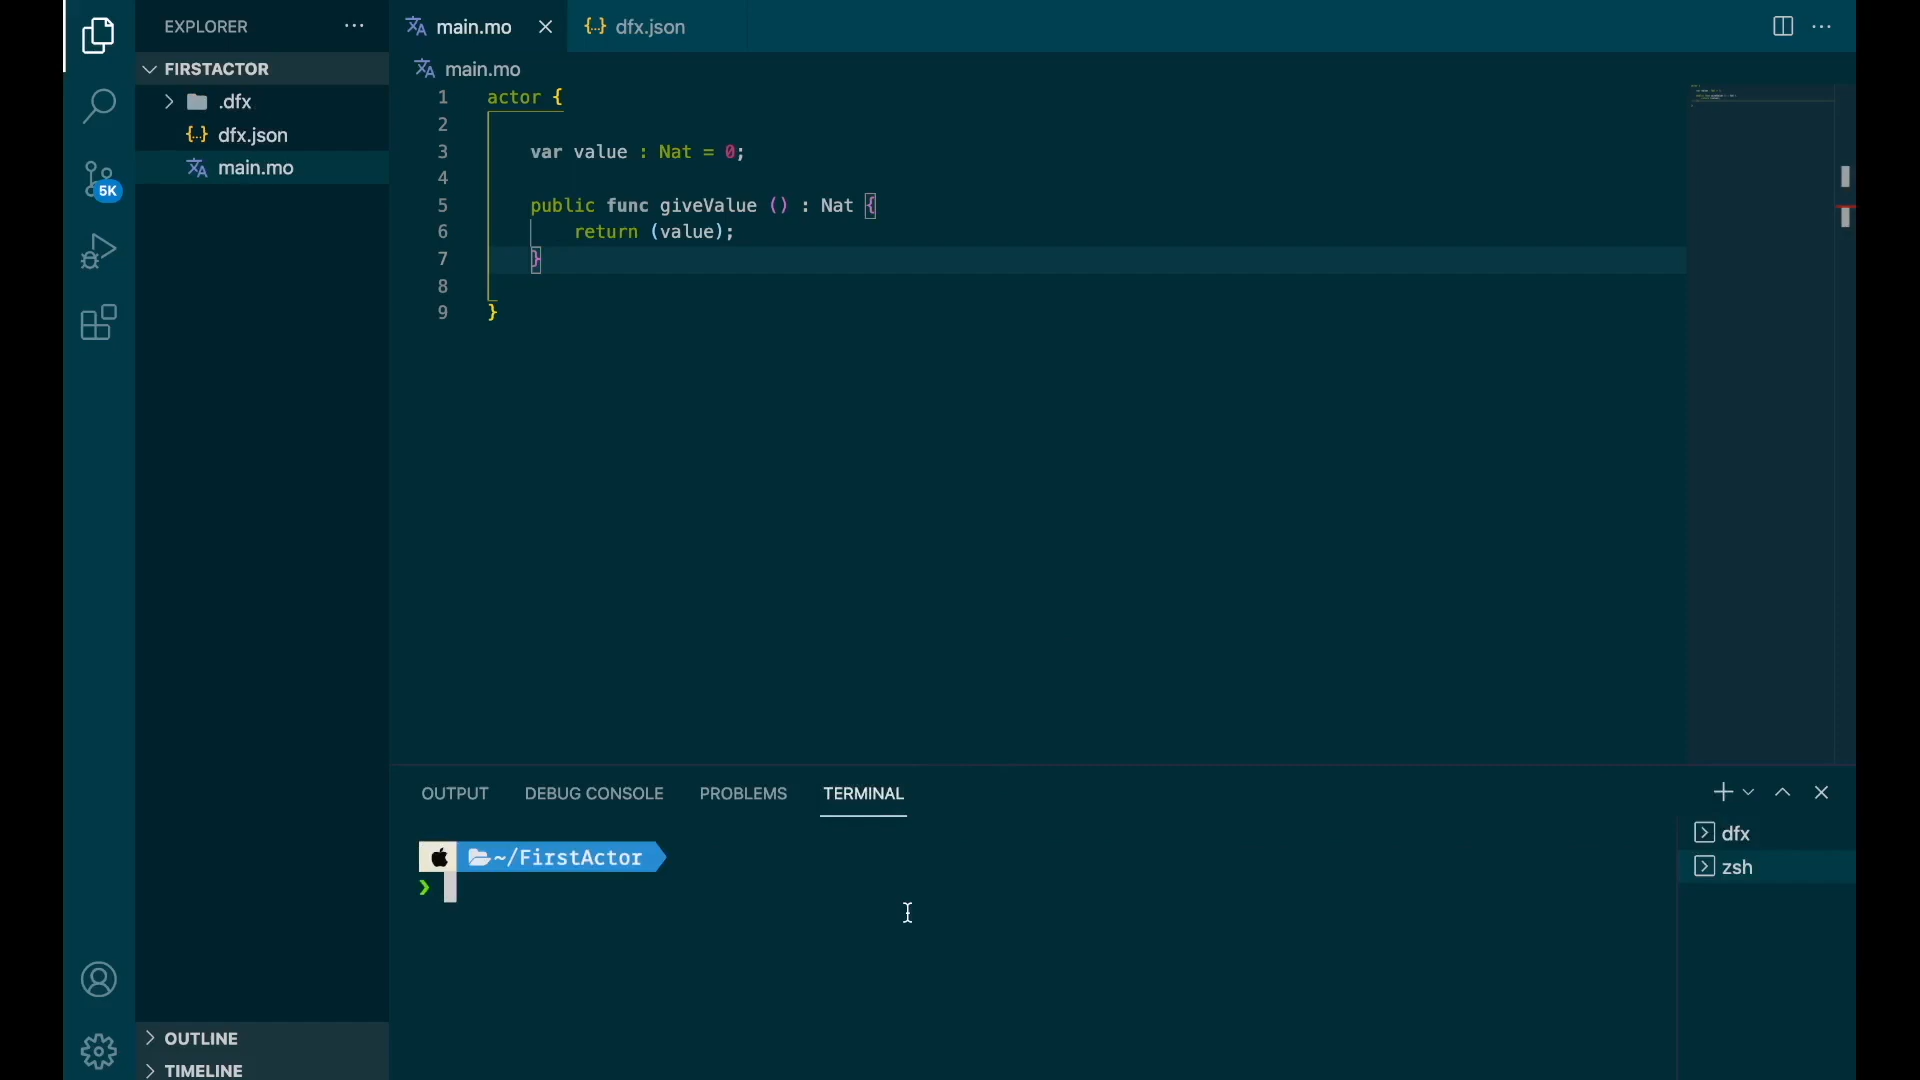 EXPLORER
FIRSTACTOR
.dfx
dfx.json
main.mo
5K
OUTLINE
TIMELINE
main.mo
dfx.json
main.mo
1 actor {
2
3 var value : Nat = 0;
4
5 public func giveValue () : Nat {
6 return (value);
7 }
8
9 }
OUTPUT DEBUG CONSOLE PROBLEMS TERMINAL
~/FirstActor
❯
dfx
zsh